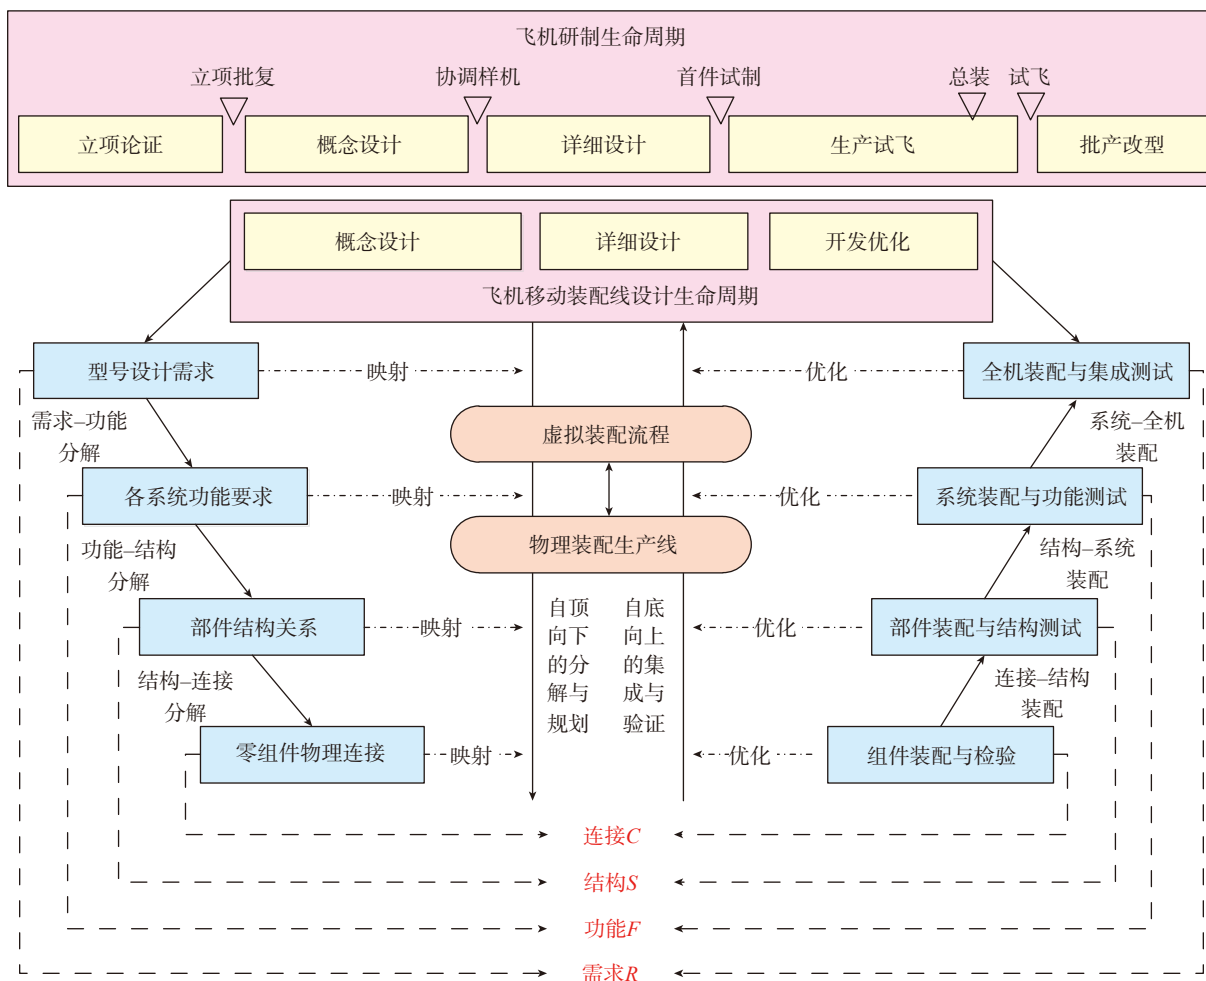 飞机研制生命周期
立项批复
协调样机
首件试制
总装
试飞
立项论证
概念设计
详细设计
生产试飞
批产改型
概念设计
详细设计
开发优化
飞机移动装配线设计生命周期
型号设计需求
映射
优化
全机装配与集成测试
需求–功能
分解
虚拟装配流程
系统–全机
装配
各系统功能要求
映射
优化
系统装配与功能测试
功能–结构
分解
物理装配生产线
结构–系统
装配
部件结构关系
映射
自顶
向下
的分
解与
规划
自底
向上
的集
成与
验证
优化
部件装配与结构测试
结构–连接
分解
连接–结构
装配
零组件物理连接
映射
优化
组件装配与检验
连接C
结构S
功能F
需求R